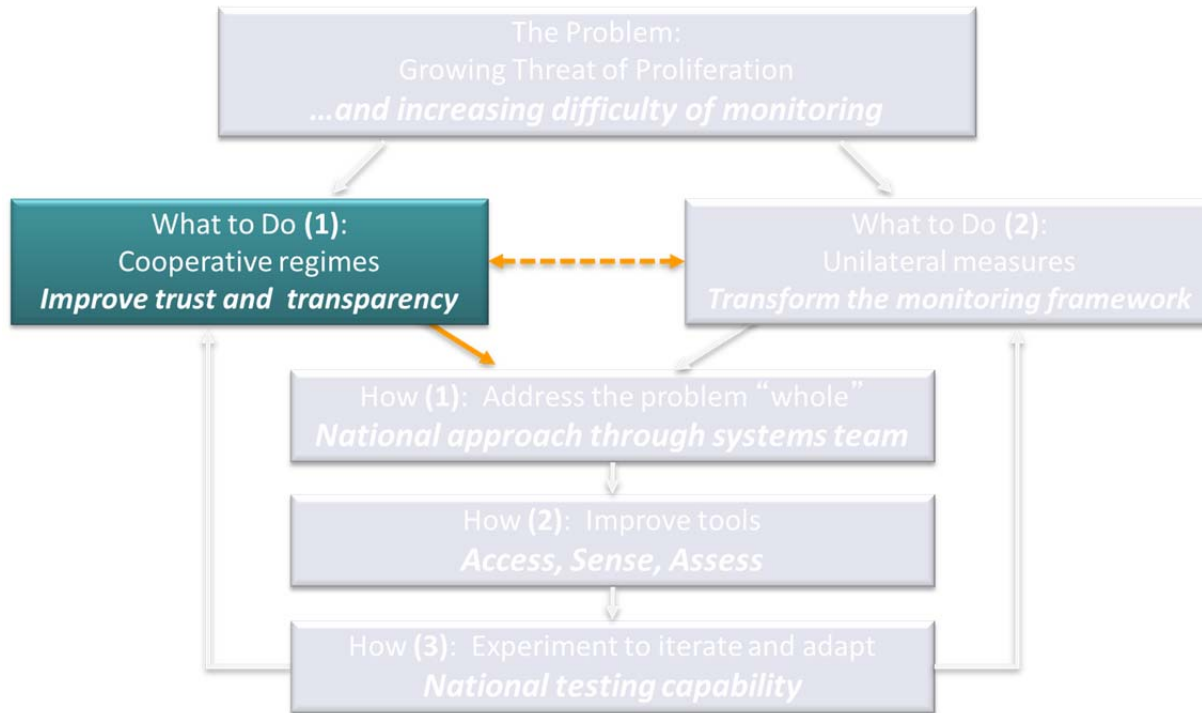 The Problem:
Growing Threat of Proliferation
…and increasing difficulty of monitoring
What to Do (1):
Cooperative regimes
Improve trust and transparency
What to Do (2):
Unilateral measures
Transform the monitoring framework
How (1): Address the problem “whole”
National approach through systems team
How (2): Improve tools
Access, Sense, Assess
How (3): Experiment to iterate and adapt
National testing capability